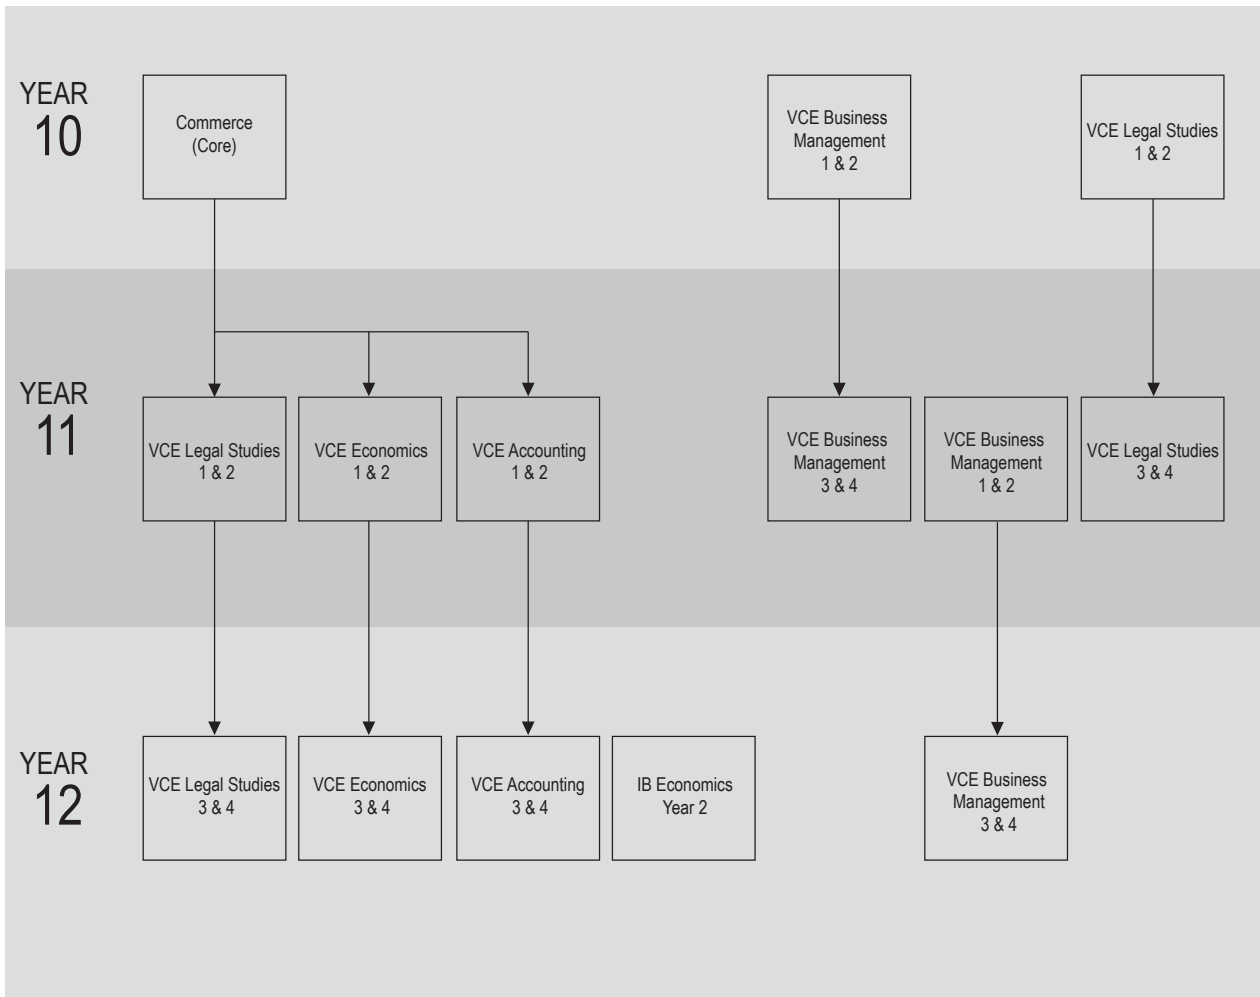 YEAR
10
Commerce
(Core)
VCE Business
Management
1 & 2
VCE Legal Studies
1 & 2
YEAR
11
VCE Legal Studies
1 & 2
VCE Economics
1 & 2
VCE Accounting
1 & 2
VCE Business
Management
3 & 4
VCE Business
Management
1 & 2
VCE Legal Studies
3 & 4
YEAR
12
VCE Legal Studies
3 & 4
VCE Economics
3 & 4
VCE Accounting
3 & 4
IB Economics
Year 2
VCE Business
Management
3 & 4